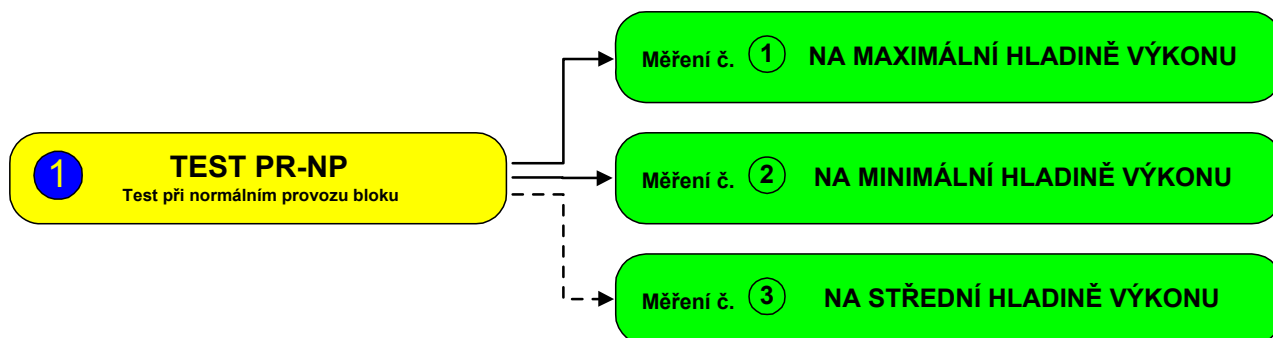 Měření č. 1 NA MAXIMÁLNÍ HLADINĚ VÝKONU
1 TEST PR-NP
Test při normálním provozu bloku
Měření č. 2 NA MINIMÁLNÍ HLADINĚ VÝKONU
Měření č. 3 NA STŘEDNÍ HLADINĚ VÝKONU